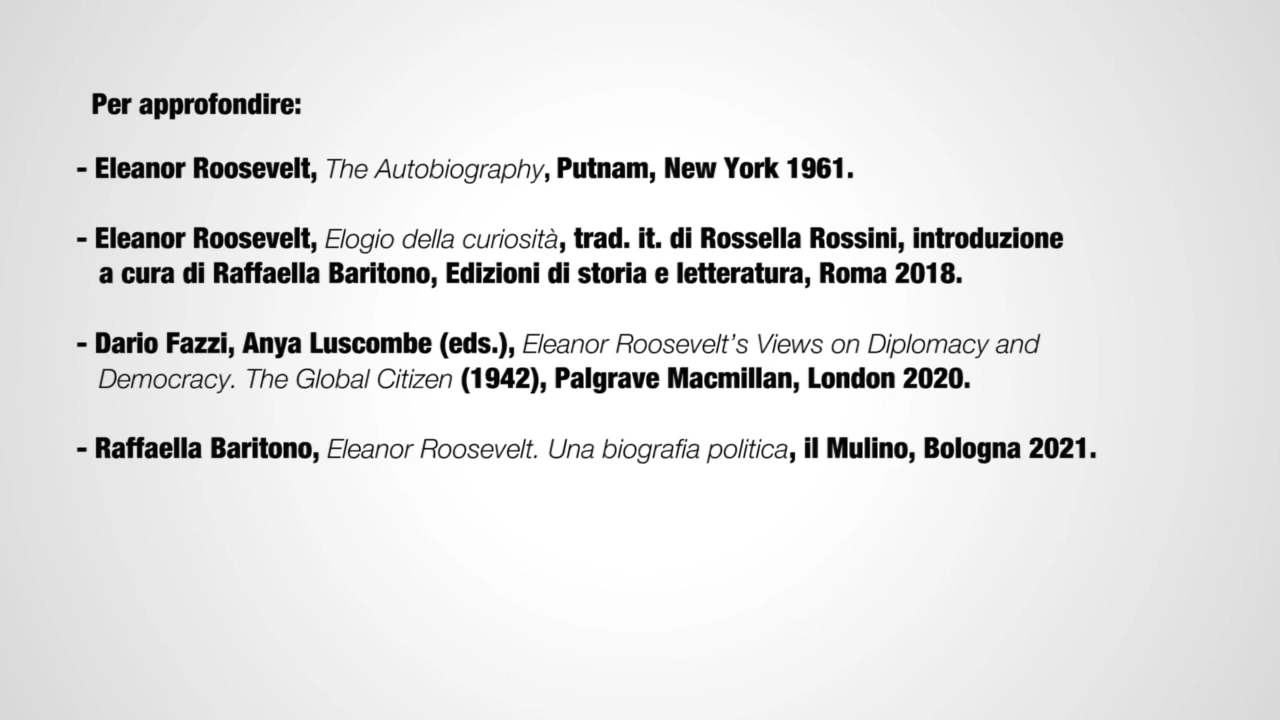 Per approfondire:
- Eleanor Roosevelt, The Autobiography, Putnam, New York 1961.
- Eleanor Roosevelt, Elogio della curiosità, trad. it. di Rossella Rossini, introduzione
a cura di Raffaella Baritono, Edizioni di storia e letteratura, Roma 2018.
- Dario Fazzi, Anya Luscombe (eds.), Eleanor Roosevelt's Views on Diplomacy and
Democracy. The Global Citizen (1942), Palgrave Macmillan, London 2020.
- Raffaella Baritono, Eleanor Roosevelt. Una biografia politica, il Mulino, Bologna 2021.